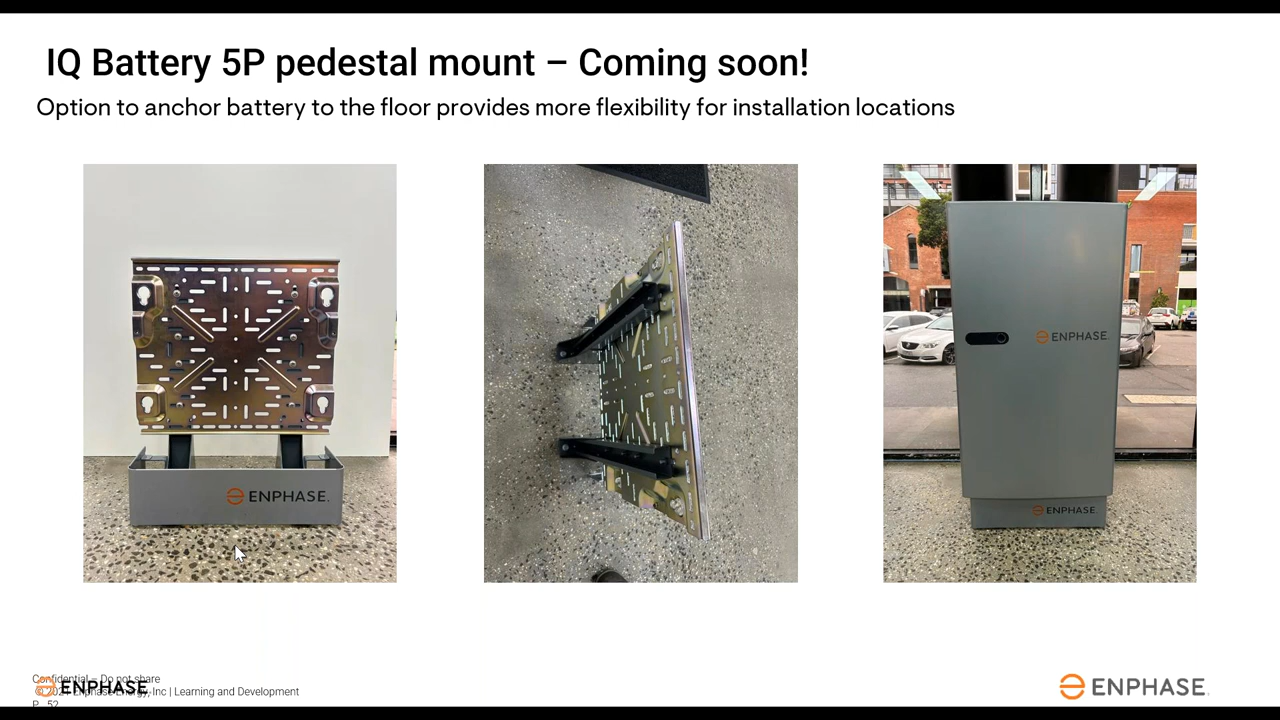 IQ Battery 5P pedestal mount – Coming soon!
Option to anchor battery to the floor provides more flexibility for installation locations
ENPHASE.
ENPHASE.
ENPHASE.
Confidential – Do not share
ENPHASE
Enphase Energy, Inc | Learning and Development
52
ENPHASE.